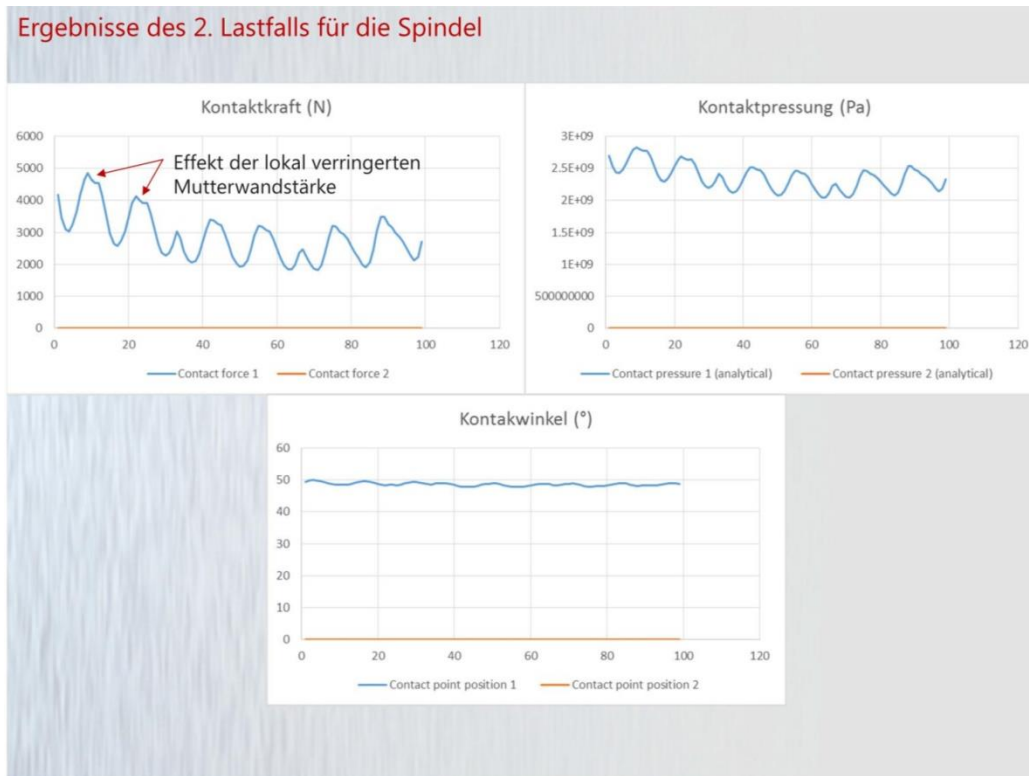 Ergebnisse des 2. Lastfalls für die Spindel
Kontaktkraft (N)
6000
5000
4000
3000
2000
1000
0
Effekt der lokal verringerten
Mutterwandstärke
0 20 40 60 80 100 120
Contact force 1 Contact force 2
Kontaktpressung (Pa)
3E+09
2.5E+09
2E+09
1.5E+09
1E+09
500000000
0
0 20 40 60 80 100 120
Contact pressure 1 (analytical) Contact pressure 2 (analytical)
Kontakwinkel (°)
60
50
40
30
20
10
0
0 20 40 60 80 100 120
Contact point position 1 Contact point position 2